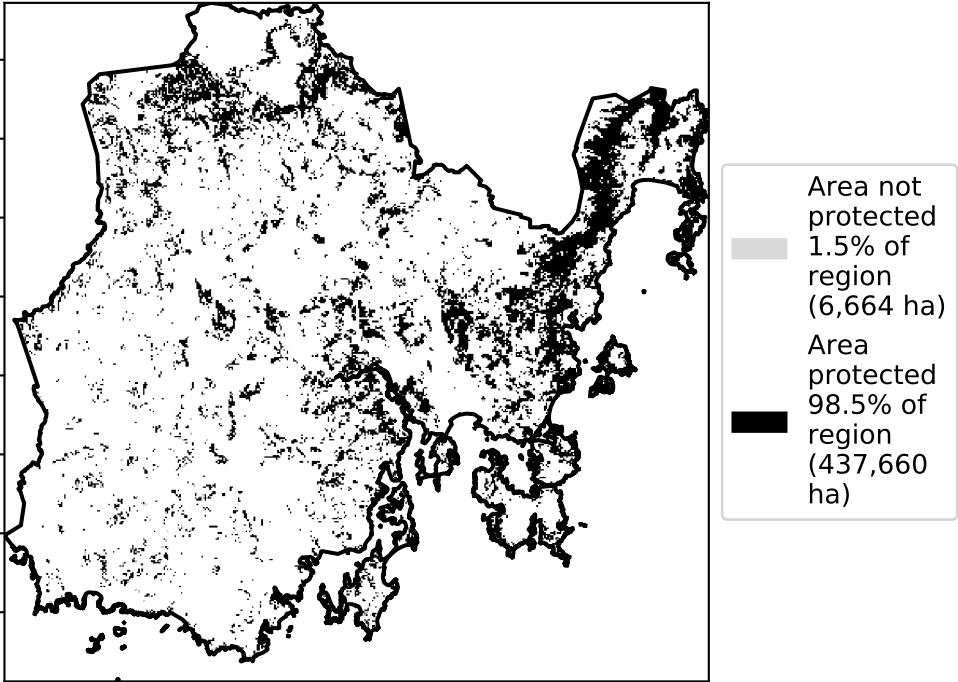 Area not
protected
1.5% of
region
(6,664 ha)
Area
protected
98.5% of
region
(437,660
ha)